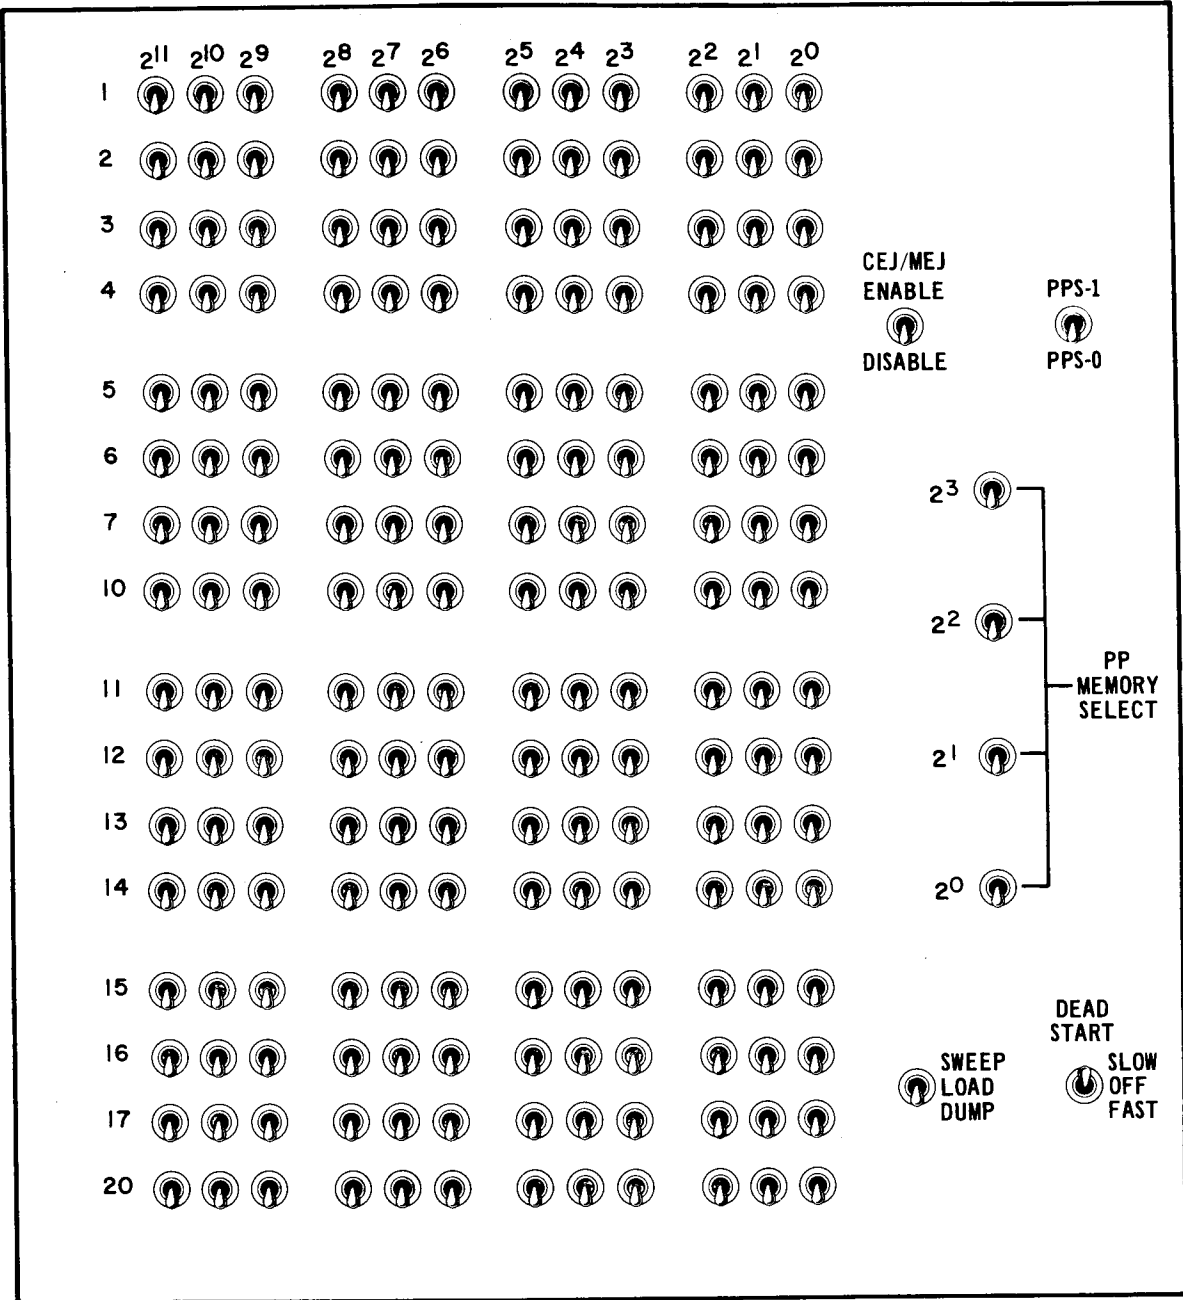 2¹¹ 2¹⁰ 2⁹ 2⁸ 2⁷ 2⁶ 2⁵ 2⁴ 2³ 2² 2¹ 2⁰
1
2
3
4
CEJ/MEJ
ENABLE
DISABLE
PPS-1
PPS-0
5
6
7
10
2³
2²
2¹
2⁰
PP
MEMORY
SELECT
11
12
13
14
15
16
17
20
SWEEP
LOAD
DUMP
DEAD
START
SLOW
OFF
FAST